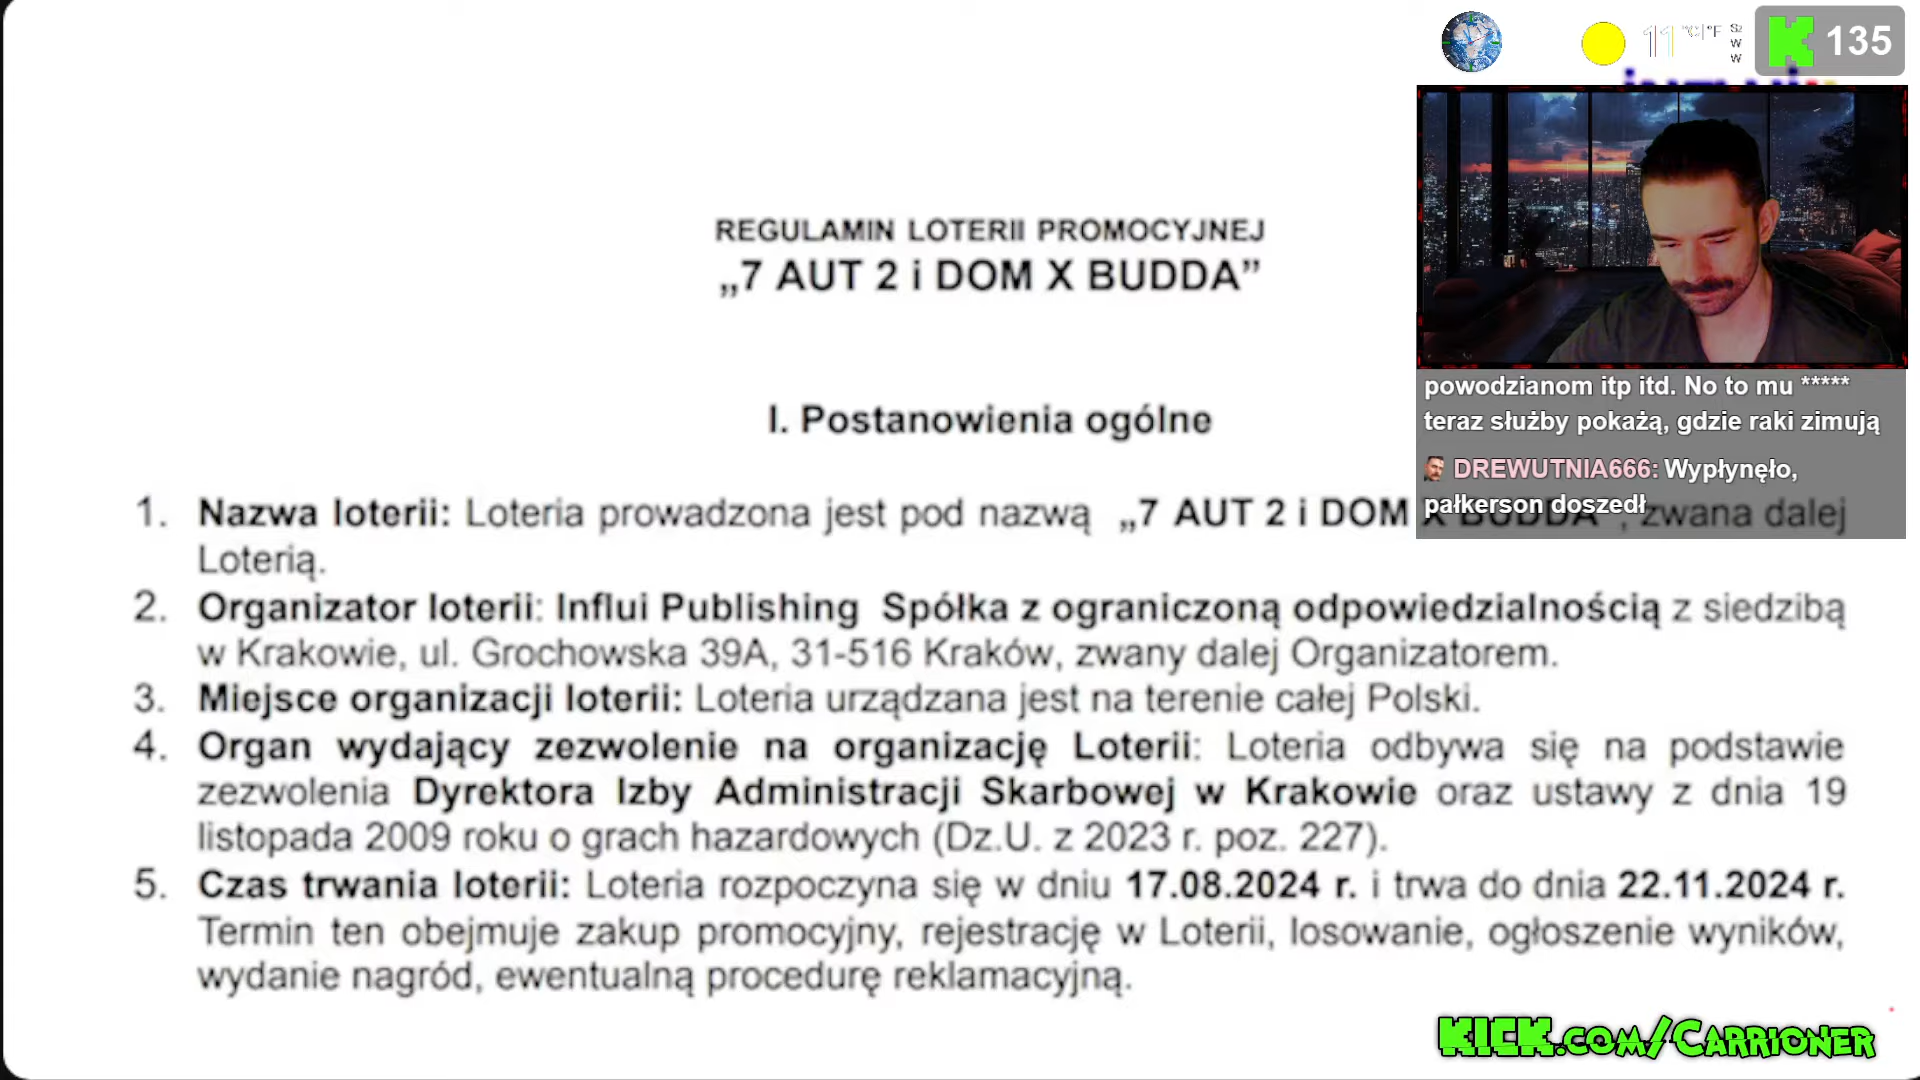 135
REGULAMIN LOTERII PROMOCYJNEJ
„7 AUT 2 i DOM X BUDDA”
I. Postanowienia ogólne
1. Nazwa loterii: Loteria prowadzona jest pod nazwą „7 AUT 2 i DOM X BUDDA”, zwana dalej
Loterią.
2. Organizator loterii: Influi Publishing Spółka z ograniczoną odpowiedzialnością z siedzibą
w Krakowie, ul. Grochowska 39A, 31-516 Kraków, zwany dalej Organizatorem.
3. Miejsce organizacji loterii: Loteria urządzana jest na terenie całej Polski.
4. Organ wydający zezwolenie na organizację Loterii: Loteria odbywa się na podstawie
zezwolenia Dyrektora Izby Administracji Skarbowej w Krakowie oraz ustawy z dnia 19
listopada 2009 roku o grach hazardowych (Dz.U. z 2023 r. poz. 227).
5. Czas trwania loterii: Loteria rozpoczyna się w dniu 17.08.2024 r. i trwa do dnia 22.11.2024 r.
Termin ten obejmuje zakup promocyjny, rejestrację w Loterii, losowanie, ogłoszenie wyników,
wydanie nagród, ewentualną procedurę reklamacyjną.
powodzianom itp itd. No to mu *****
teraz służby pokażą, gdzie raki zimują
DREWUTNIA666: Wypłynęło,
pałkerson doszedł
KICK.COM/CARRIONER